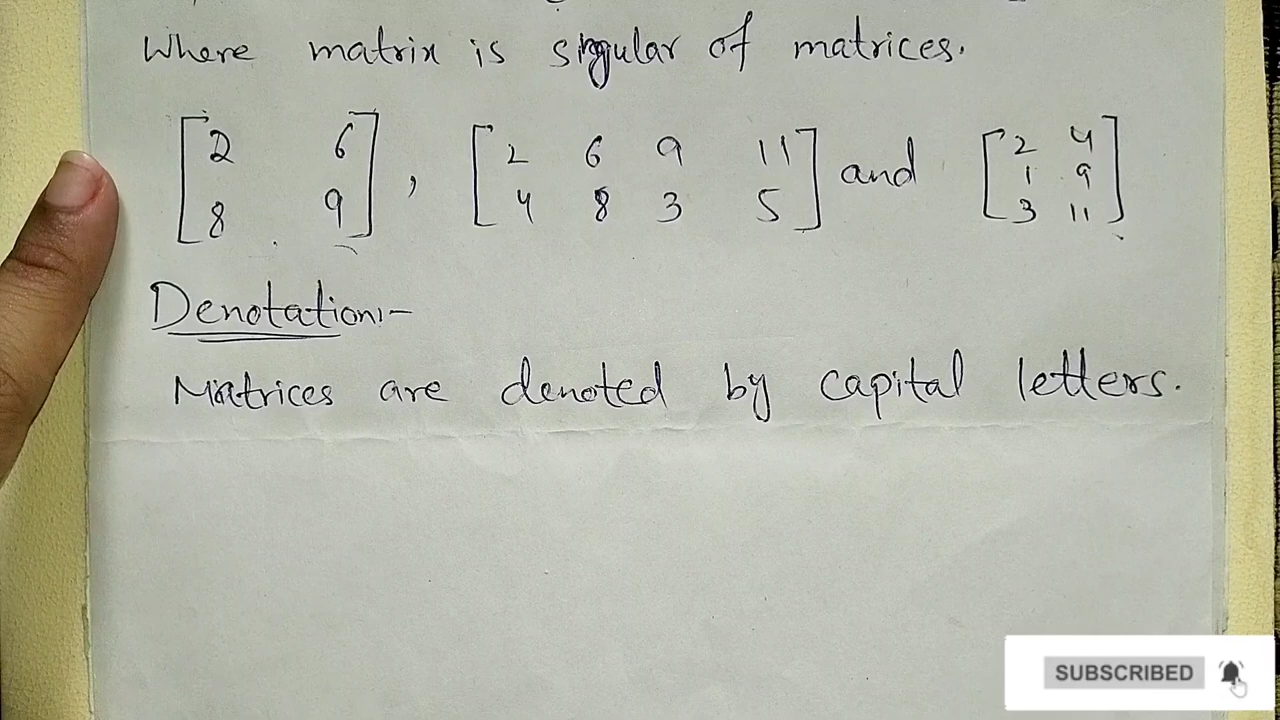 Where matrix is singular of matrices.
[2 6
8 9], [2 6 9 11
4 8 3 5] and [2 4
1 9
3 11]
Denotation:-
Matrices are denoted by capital letters.
SUBSCRIBED